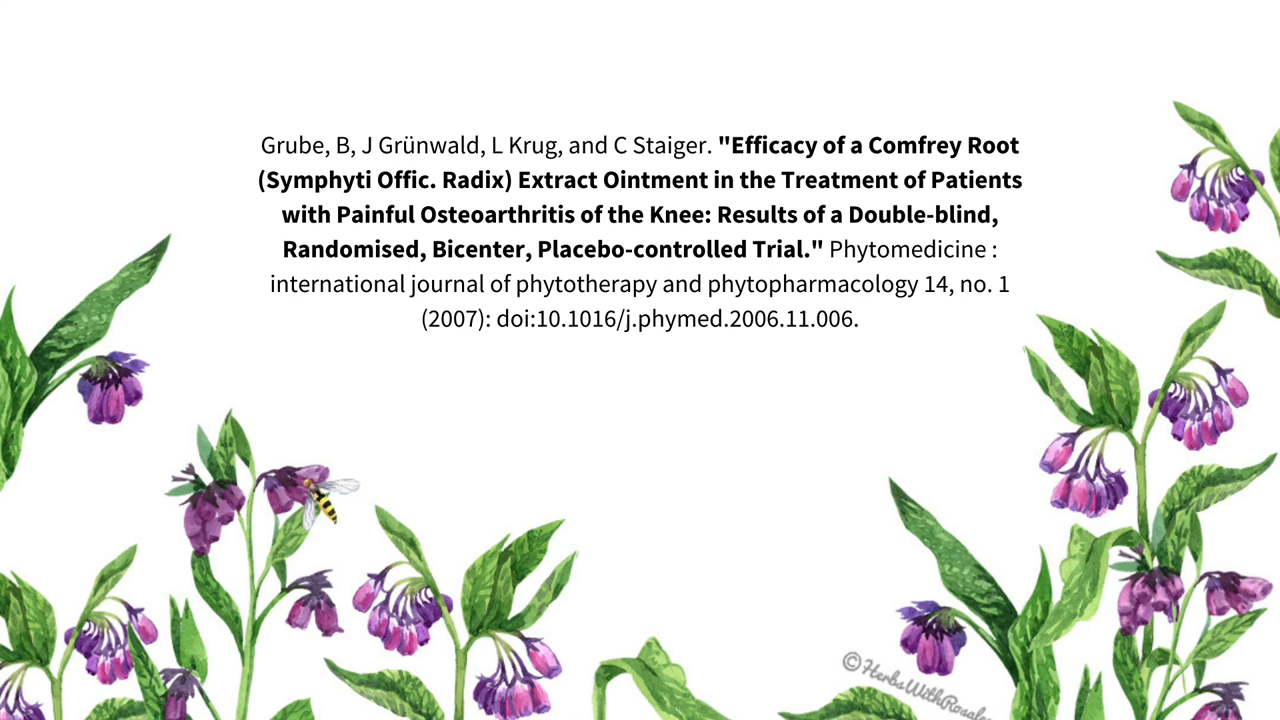 Grube, B, J Grünwald, L Krug, and C Staiger. "Efficacy of a Comfrey Root
(Symphyti Offic. Radix) Extract Ointment in the Treatment of Patients
with Painful Osteoarthritis of the Knee: Results of a Double-blind,
Randomised, Bicenter, Placebo-controlled Trial." Phytomedicine :
international journal of phytotherapy and phytopharmacology 14, no. 1
(2007): doi:10.1016/j.phymed.2006.11.006.
©HerbsWithRosale